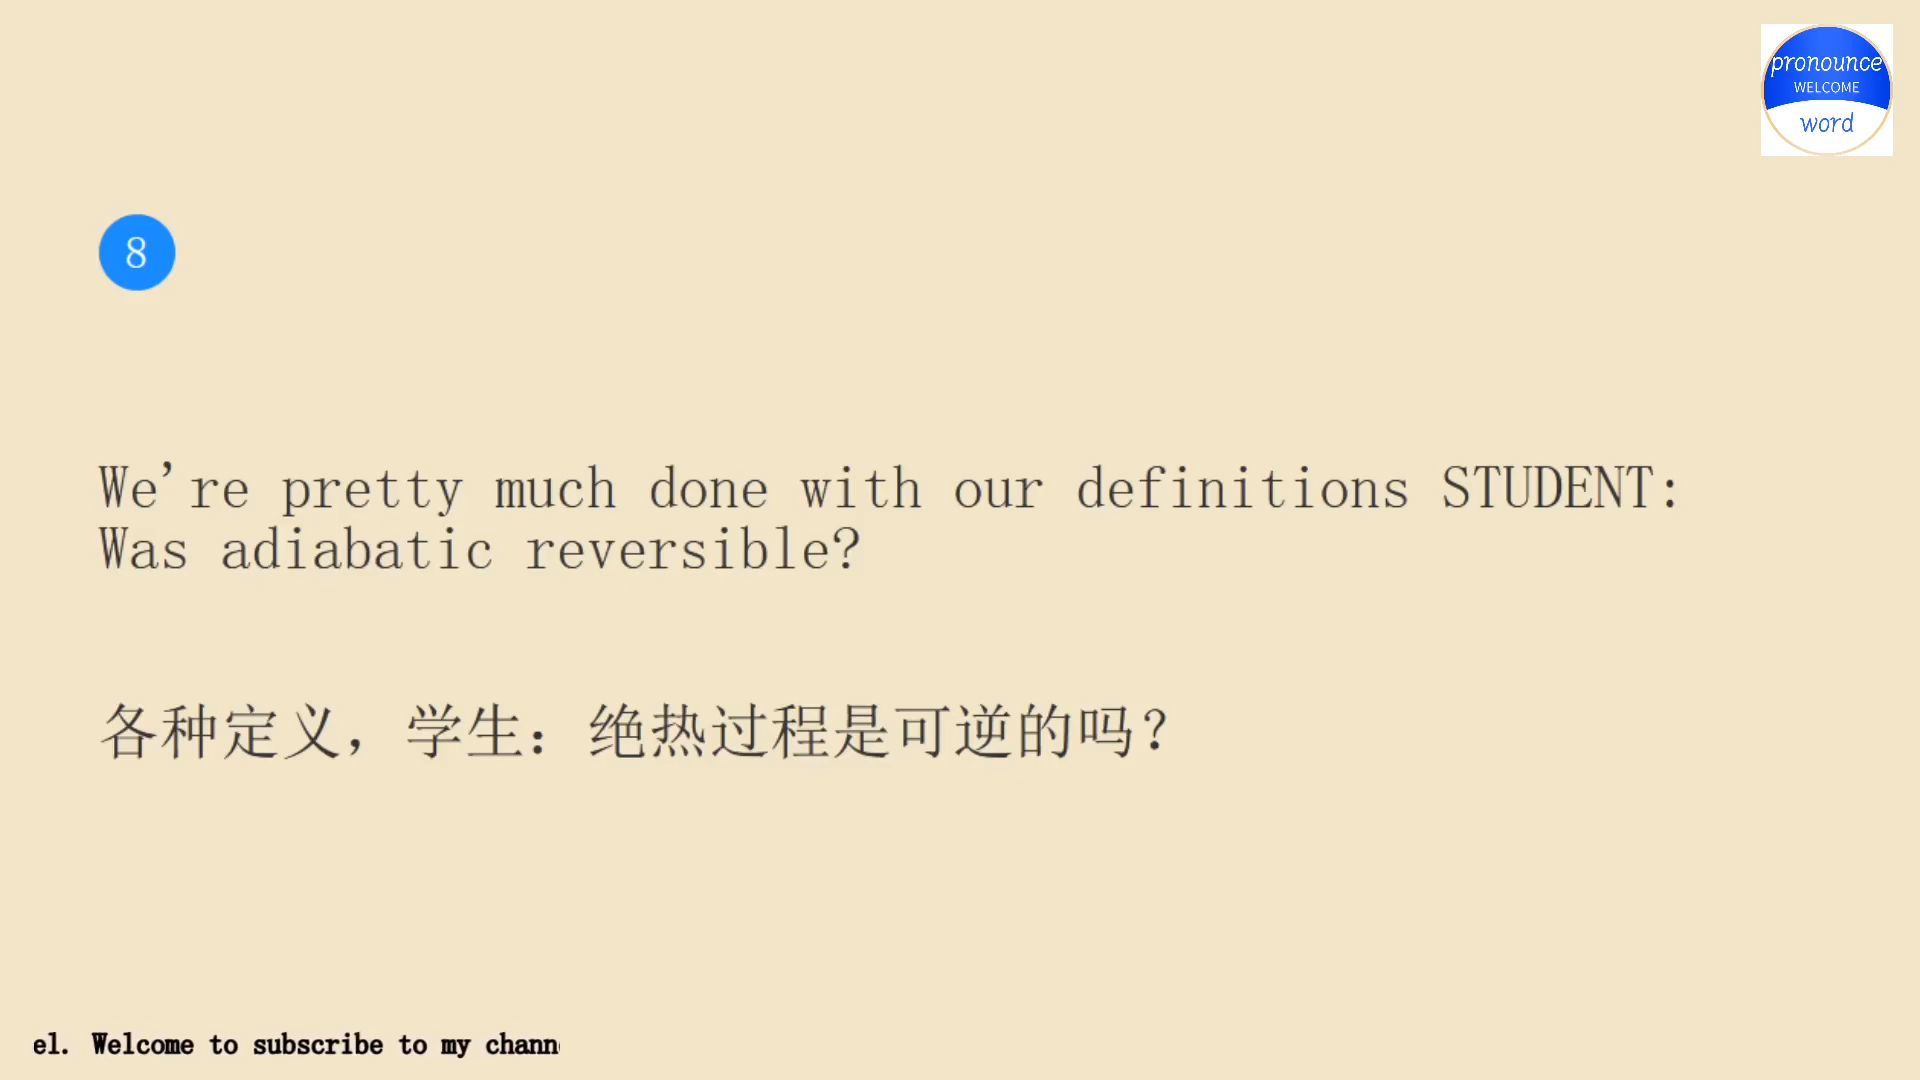 pronounce
WELCOME
word
8
We're pretty much done with our definitions STUDENT:
Was adiabatic reversible?
各种定义，学生：绝热过程是可逆的吗？
el. Welcome to subscribe to my chann